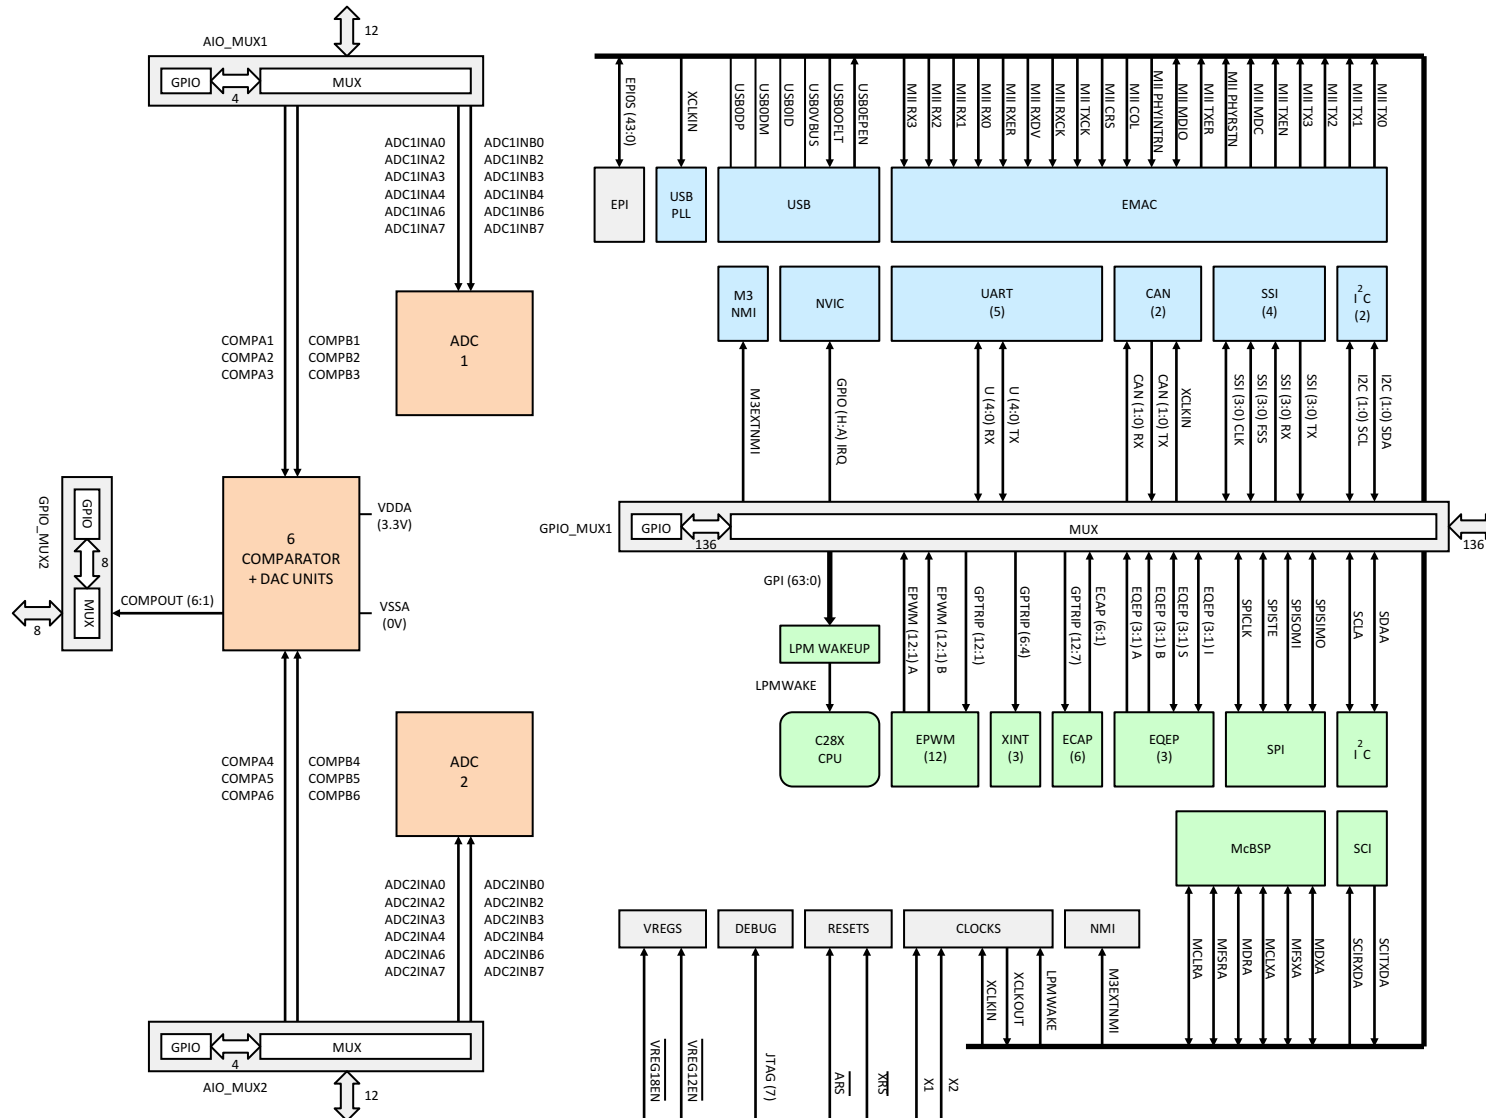 12
AIO_MUX1
GPIO
4
MUX
ADC1INA0
ADC1INA2
ADC1INA3
ADC1INA4
ADC1INA6
ADC1INA7
ADC1INB0
ADC1INB2
ADC1INB3
ADC1INB4
ADC1INB6
ADC1INB7
COMPA1
COMPA2
COMPA3
COMPB1
COMPB2
COMPB3
ADC
1
GPIO_MUX2
GPIO
8
MUX
8
COMPOUT (6:1)
6
COMPARATOR
+ DAC UNITS
VDDA
(3.3V)
VSSA
(0V)
COMPA4
COMPA5
COMPA6
COMPB4
COMPB5
COMPB6
ADC
2
ADC2INA0
ADC2INA2
ADC2INA3
ADC2INA4
ADC2INA6
ADC2INA7
ADC2INB0
ADC2INB2
ADC2INB3
ADC2INB4
ADC2INB6
ADC2INB7
GPIO
4
MUX
AIO_MUX2
12
EPI0S (43:0)
XCLKIN
USB0DP
USB0DM
USB0ID
USB0VBUS
USB0OFLT
USB0EPEN
MII RX3
MII RX2
MII RX1
MII RX0
MII RXER
MII RXDV
MII RXCK
MII TXCK
MII CRS
MII COL
MII PHYINTRN
MII MDIO
MII TXER
MII PHYRSTN
MII MDC
MII TXEN
MII TX3
MII TX2
MII TX1
MII TX0
EPI
USB
PLL
USB
EMAC
M3
NMI
NVIC
UART
(5)
CAN
(2)
SSI
(4)
I2C
(2)
M3EXTNMI
GPIO (H:A) IRQ
U (4:0) RX
U (4:0) TX
CAN (1:0) RX
CAN (1:0) TX
XCLKIN
SSI (3:0) CLK
SSI (3:0) FSS
SSI (3:0) RX
SSI (3:0) TX
I2C (1:0) SCL
I2C (1:0) SDA
GPIO_MUX1
GPIO
136
MUX
136
GPI (63:0)
LPM WAKEUP
LPMWAKE
EPWM (12:1) A
EPWM (12:1) B
GPTRIP (12:1)
GPTRIP (6:4)
GPTRIP (12:7)
ECAP (6:1)
EQEP (3:1) A
EQEP (3:1) B
EQEP (3:1) S
EQEP (3:1) I
SPICLK
SPISTE
SPISOMI
SPISIMO
SCLA
SDAA
C28X
CPU
EPWM
(12)
XINT
(3)
ECAP
(6)
EQEP
(3)
SPI
I2C
McBSP
SCI
VREGS
DEBUG
RESETS
CLOCKS
NMI
VREG18EN
VREG12EN
JTAG (7)
ARS
XRS
X1
X2
XCLKIN
XCLKOUT
LPMWAKE
M3EXTNMI
MCLRA
MFSRA
MDRA
MCLXA
MFSXA
MDXA
SCIRXDA
SCITXDA